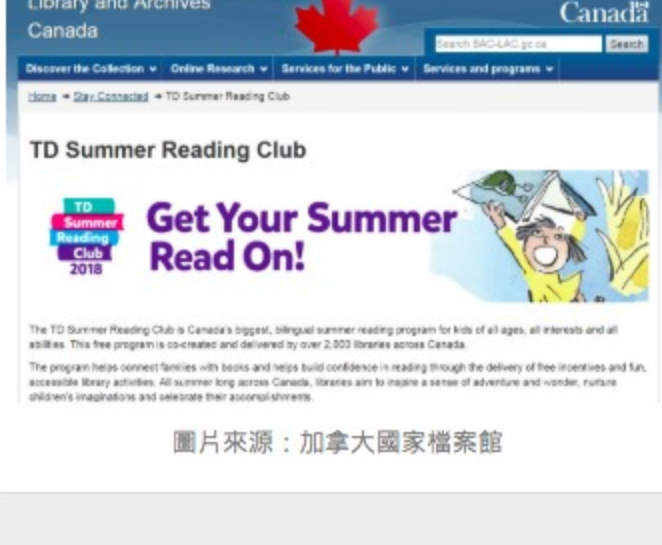 Library and Archives
Canada
Canada
Search BAC-LAC.gc.ca
Search
Discover the Collection
Online Research
Services for the Public
Services and programs
Home → Stay Connected → TD Summer Reading Club
TD Summer Reading Club
TD
Summer
Reading
Club
2018
Get Your Summer
Read On!
The TD Summer Reading Club is Canada's biggest, bilingual summer reading program for kids of all ages, all interests and all
abilities. This free program is co-created and delivered by over 2,000 libraries across Canada.
The program helps connect families with books and helps build confidence in reading through the delivery of free incentives and fun,
accessible library activities. All summer long across Canada, libraries aim to inspire a sense of adventure and wonder, nurture
children's imaginations and celebrate their accomplishments.
圖片來源：加拿大國家檔案館